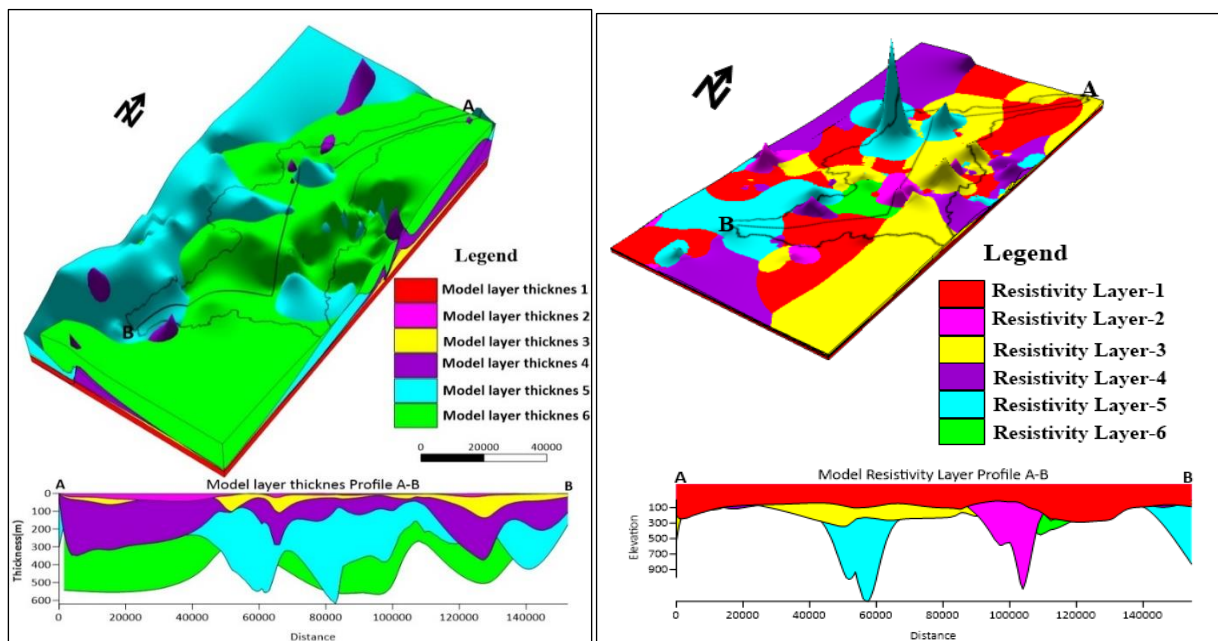 N
A
B
Legend
Model layer thicknes 1
Model layer thicknes 2
Model layer thicknes 3
Model layer thicknes 4
Model layer thicknes 5
Model layer thicknes 6
0 20000 40000
A Model layer thicknes Profile A-B B
Thickness(m)
0
100
200
300
400
500
600
0 20000 40000 60000 80000 100000 120000 140000
Distance
N
A
B
Legend
Resistivity Layer-1
Resistivity Layer-2
Resistivity Layer-3
Resistivity Layer-4
Resistivity Layer-5
Resistivity Layer-6
A Model Resistivity Layer Profile A-B B
Elevation
100
300
500
700
900
0 20000 40000 60000 80000 100000 120000 140000
Distance